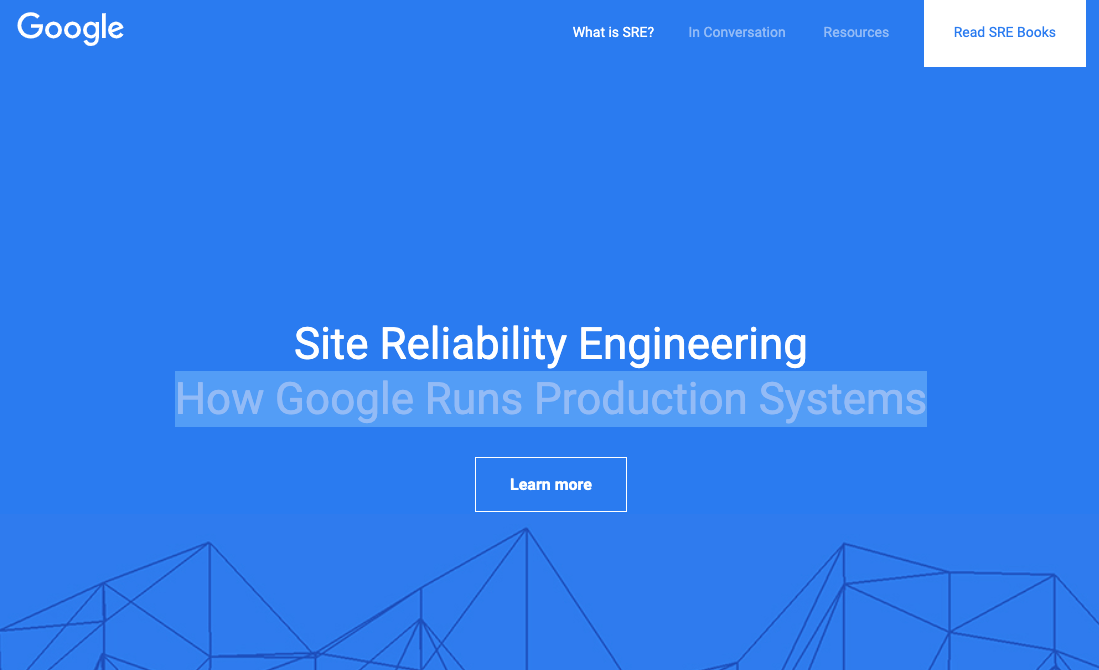 Google
What is SRE? In Conversation Resources Read SRE Books
Site Reliability Engineering
How Google Runs Production Systems
Learn more